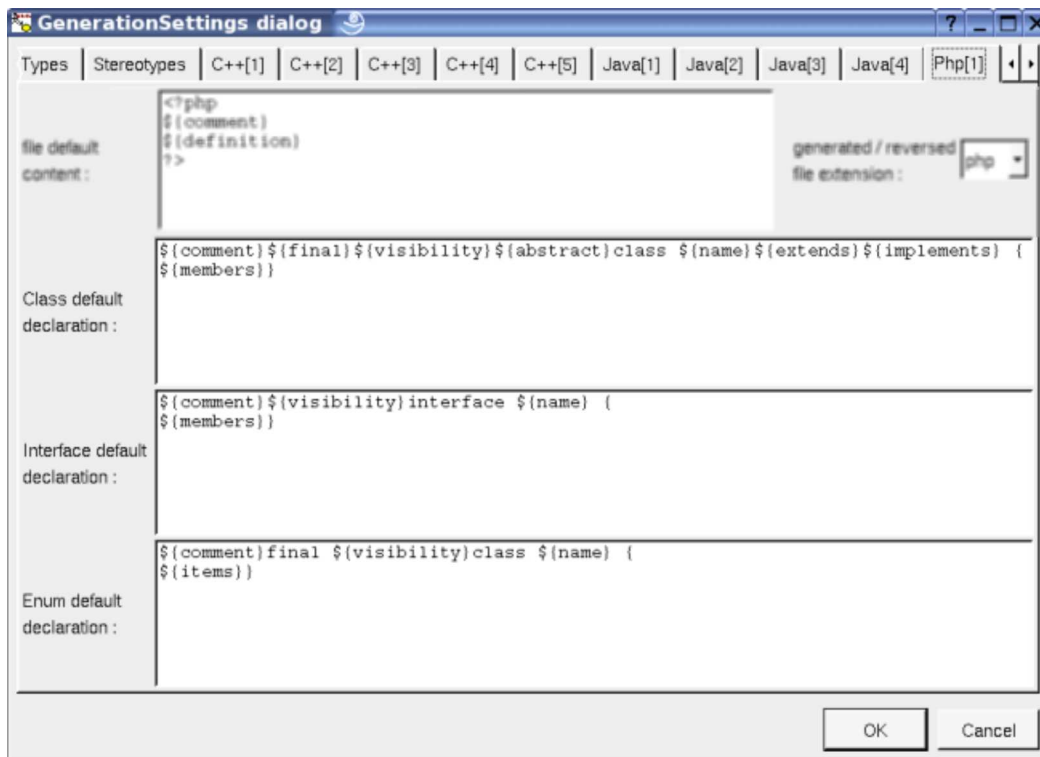 GenerationSettings dialog
Types Stereotypes C++[1] C++[2] C++[3] C++[4] C++[5] Java[1] Java[2] Java[3] Java[4] Php[1]
file default
content :
<?php
${comment}
${definition}
?>
generated / reversed
file extension :
php
Class default
declaration :
${comment}${final}${visibility}${abstract}class ${name}${extends}${implements} {
${members}}
Interface default
declaration :
${comment}${visibility}interface ${name} {
${members}}
Enum default
declaration :
${comment}final ${visibility}class ${name} {
${items}}
OK Cancel